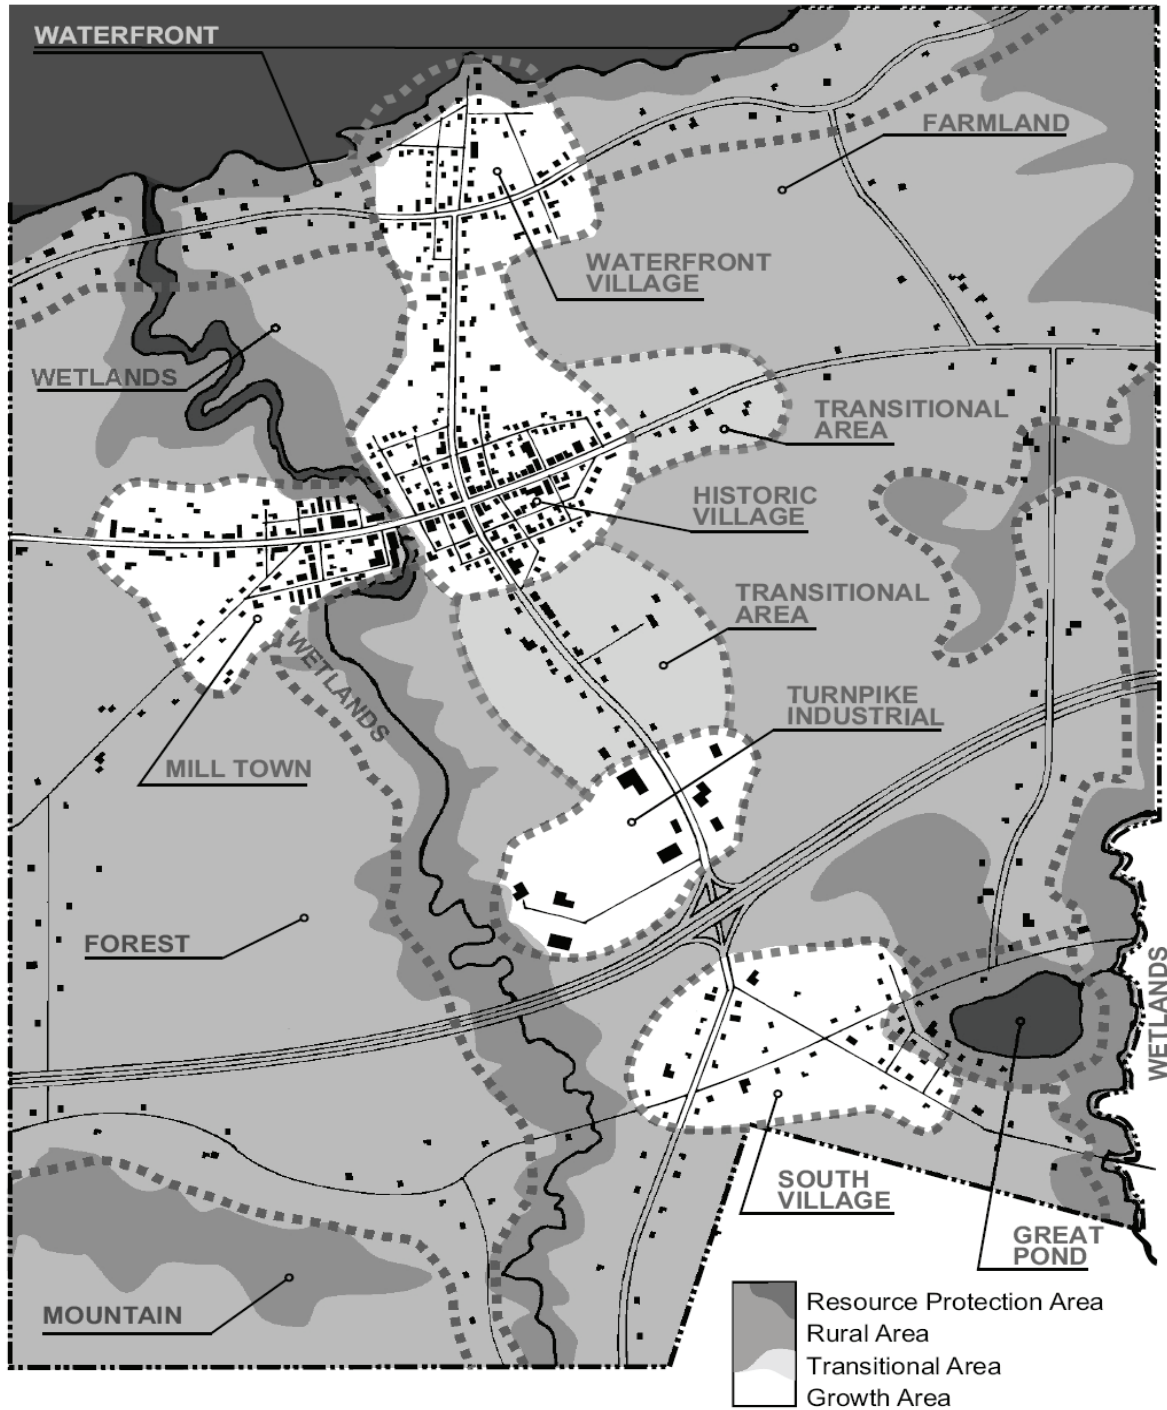 WATERFRONT
FARMLAND
WATERFRONT
VILLAGE
WETLANDS
TRANSITIONAL
AREA
HISTORIC
VILLAGE
TRANSITIONAL
AREA
WETLANDS
TURNPIKE
INDUSTRIAL
MILL TOWN
FOREST
WETLANDS
SOUTH
VILLAGE
GREAT
POND
MOUNTAIN
Resource Protection Area
Rural Area
Transitional Area
Growth Area